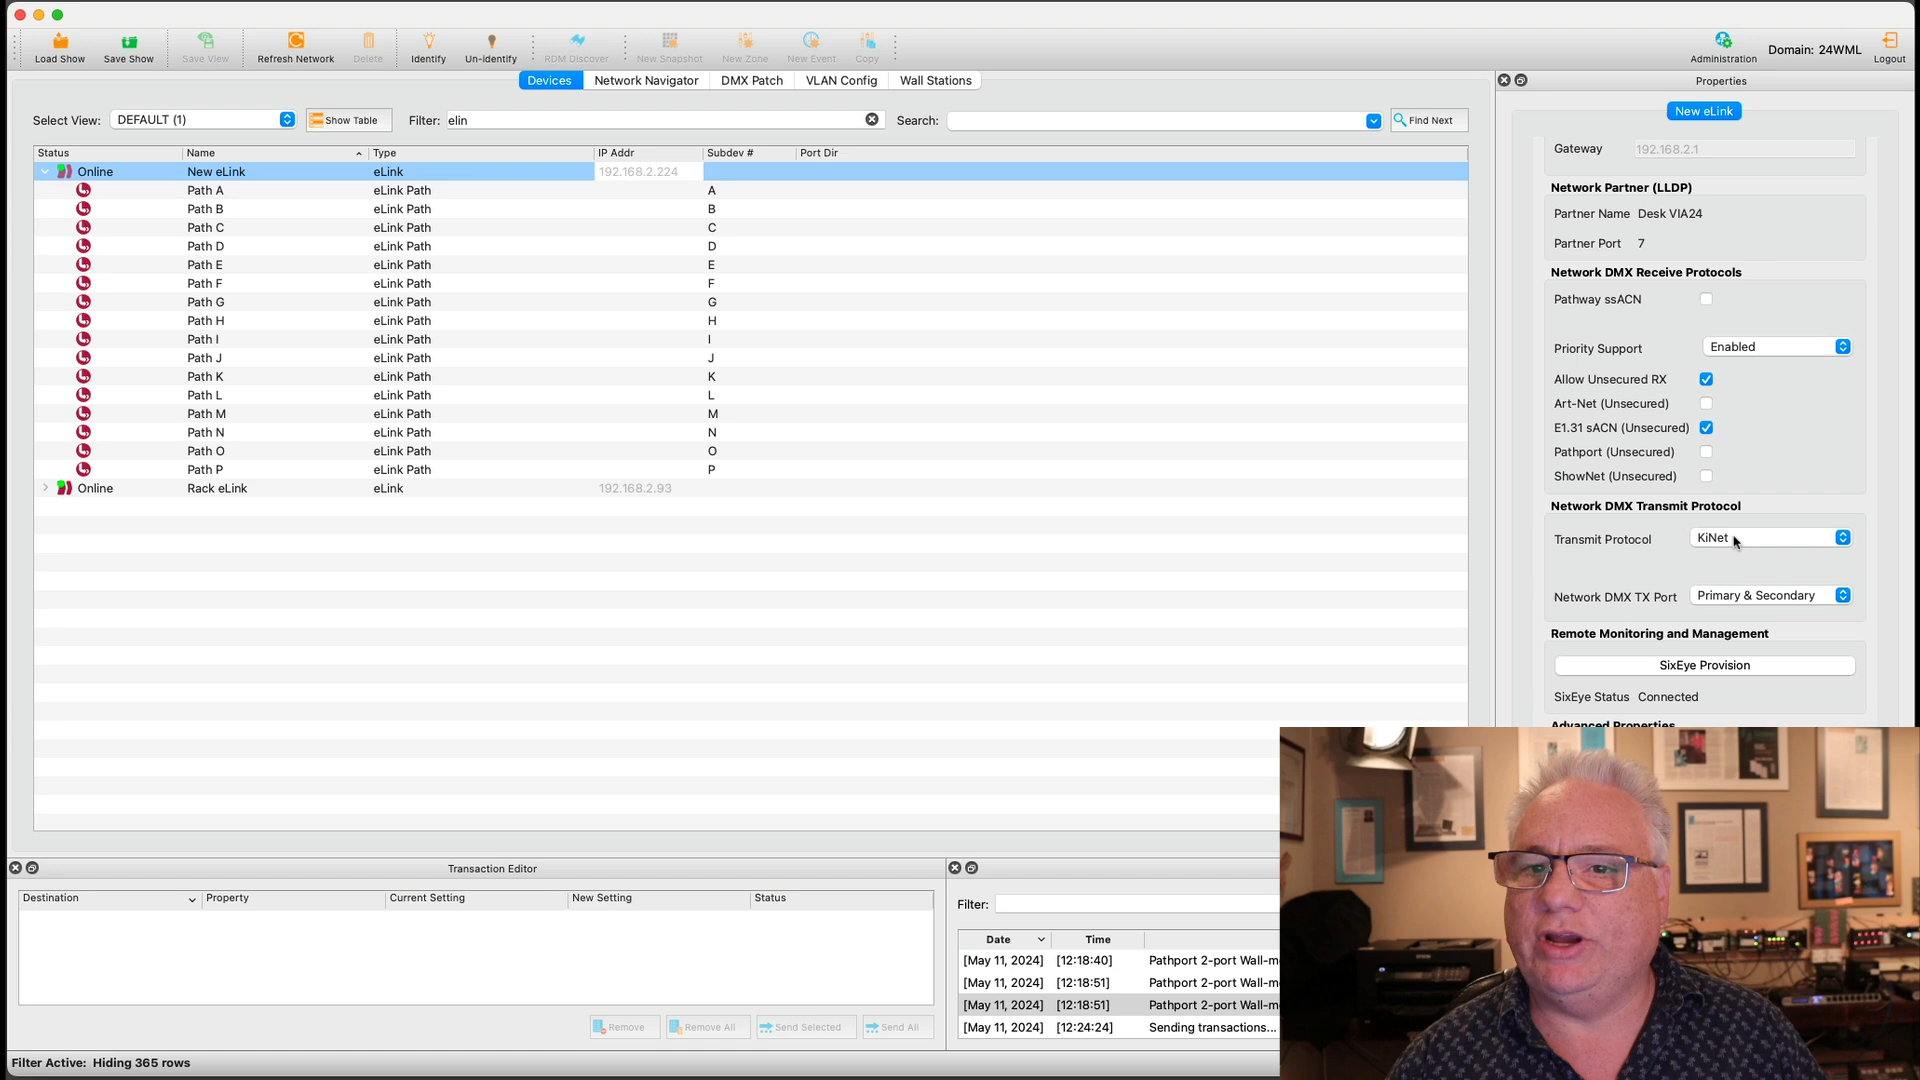 Load Show
Save Show
Save View
Refresh Network
Delete
Identify
Un-identify
RDM Discover
New Snapshot
New Zone
New Event
Copy
Administration
Domain: 24WML
Logout
Devices
Network Navigator
DMX Patch
VLAN Config
Wall Stations
Properties
Select View: DEFAULT (1)
Show Table
Filter: elin
Search:
Find Next
New eLink
Status Name Type IP Addr Subdev # Port Dir
Online New eLink eLink 192.168.2.224
Path A eLink Path A
Path B eLink Path B
Path C eLink Path C
Path D eLink Path D
Path E eLink Path E
Path F eLink Path F
Path G eLink Path G
Path H eLink Path H
Path I eLink Path I
Path J eLink Path J
Path K eLink Path K
Path L eLink Path L
Path M eLink Path M
Path N eLink Path N
Path O eLink Path O
Path P eLink Path P
Online Rack eLink eLink 192.168.2.93
Gateway 192.168.2.1
Network Partner (LLDP)
Partner Name Desk VIA24
Partner Port 7
Network DMX Receive Protocols
Pathway ssACN
Priority Support Enabled
Allow Unsecured RX
Art-Net (Unsecured)
E1.31 sACN (Unsecured)
Pathport (Unsecured)
ShowNet (Unsecured)
Network DMX Transmit Protocol
Transmit Protocol KiNet
Network DMX TX Port Primary & Secondary
Remote Monitoring and Management
SixEye Provision
SixEye Status Connected
Advanced Properties
Transaction Editor
Destination Property Current Setting New Setting Status
Remove
Remove All
Send Selected
Send All
Filter:
Date Time
[May 11, 2024] [12:18:40] Pathport 2-port Wall-m
[May 11, 2024] [12:18:51] Pathport 2-port Wall-m
[May 11, 2024] [12:18:51] Pathport 2-port Wall-m
[May 11, 2024] [12:24:24] Sending transactions...
Filter Active: Hiding 365 rows